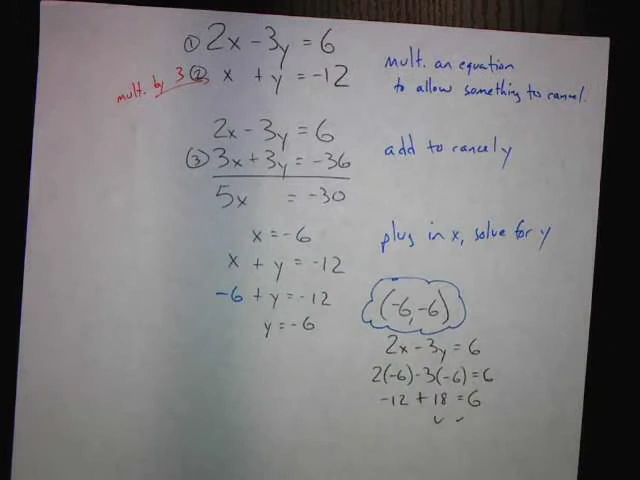 ① 2x - 3y = 6
mult. by 3 ② x + y = -12
mult. an equation
to allow something to cancel.
2x - 3y = 6
③ 3x + 3y = -36
5x = -30
add to cancel y
x = -6
x + y = -12
-6 + y = -12
y = -6
plug in x, solve for y
(-6, -6)
2x - 3y = 6
2(-6) - 3(-6) = 6
-12 + 18 = 6
✓ ✓